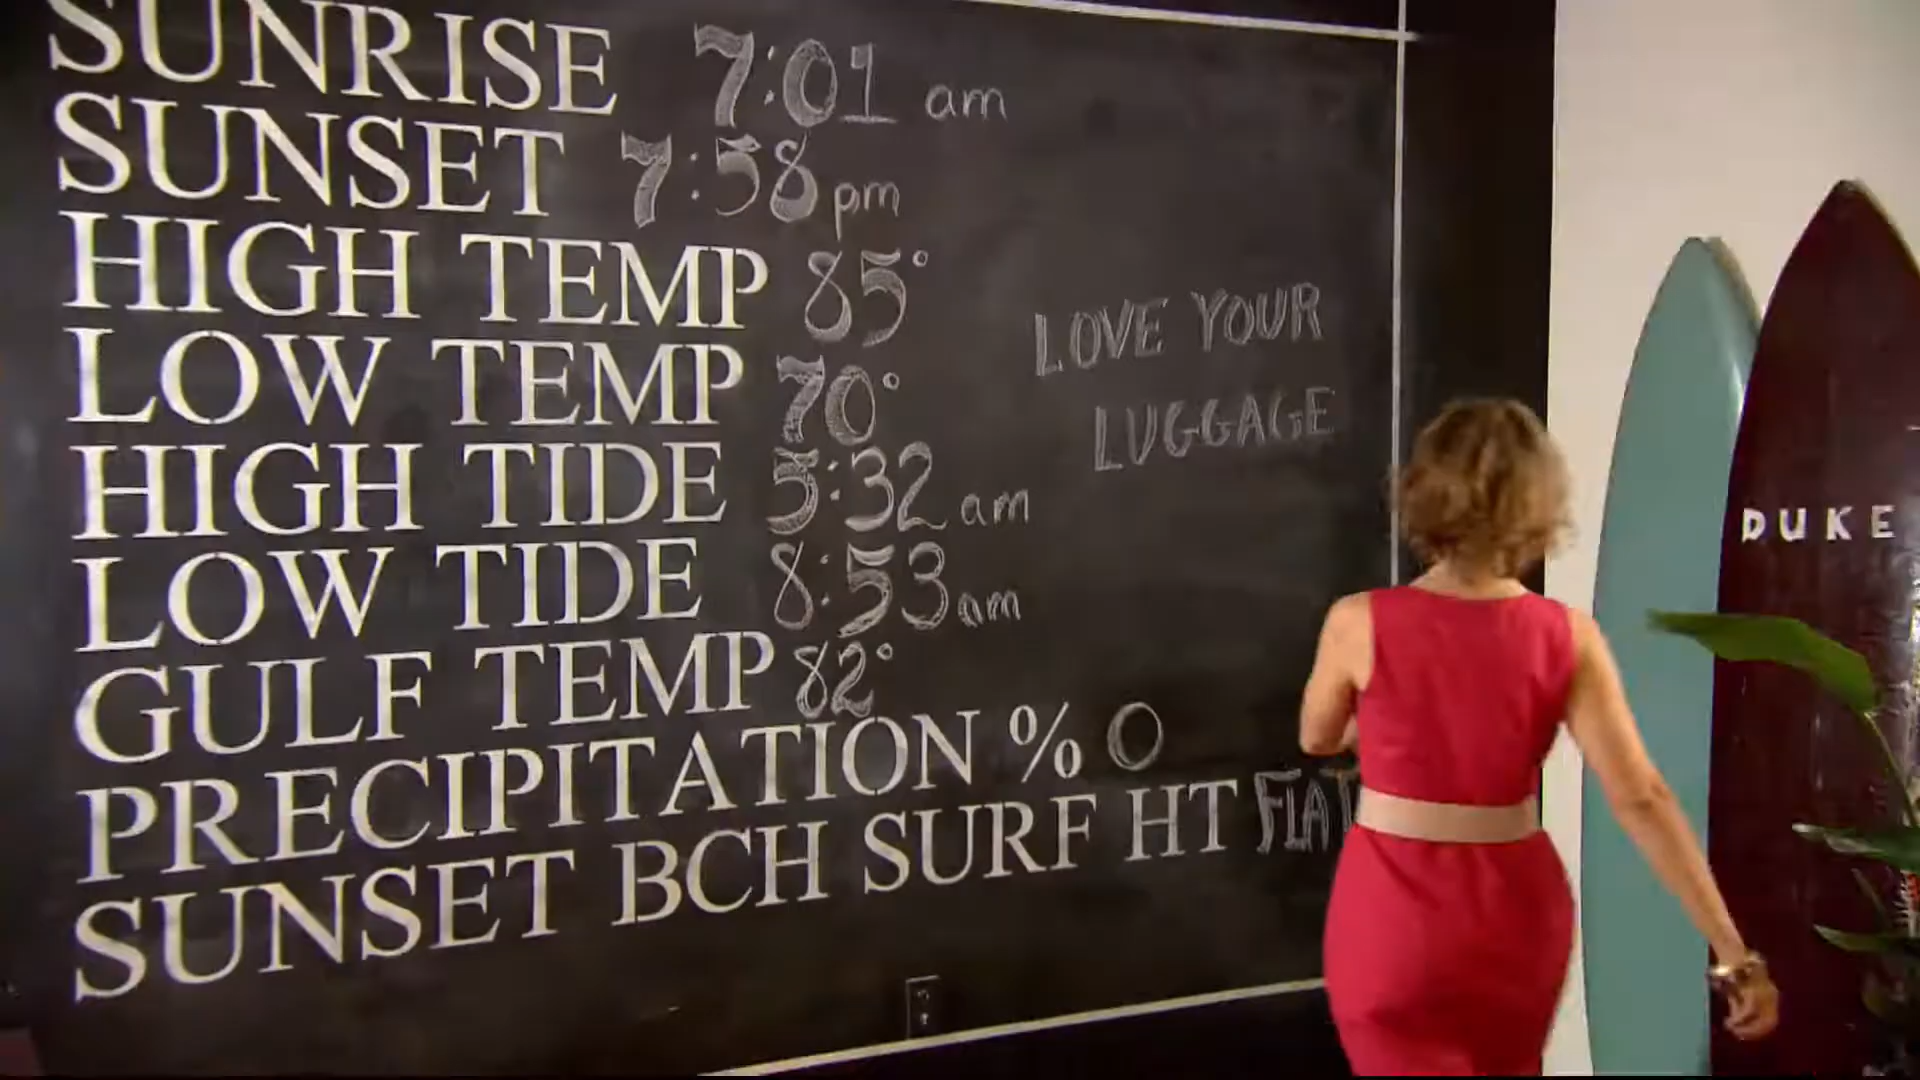 SUNRISE 7:01 am
SUNSET 7:58 pm
HIGH TEMP 85°
LOW TEMP 70°
HIGH TIDE 5:32 am
LOW TIDE 8:53 am
GULF TEMP 82°
PRECIPITATION % 0
SUNSET BCH SURF HT FLAT
LOVE YOUR
LUGGAGE
DUKE